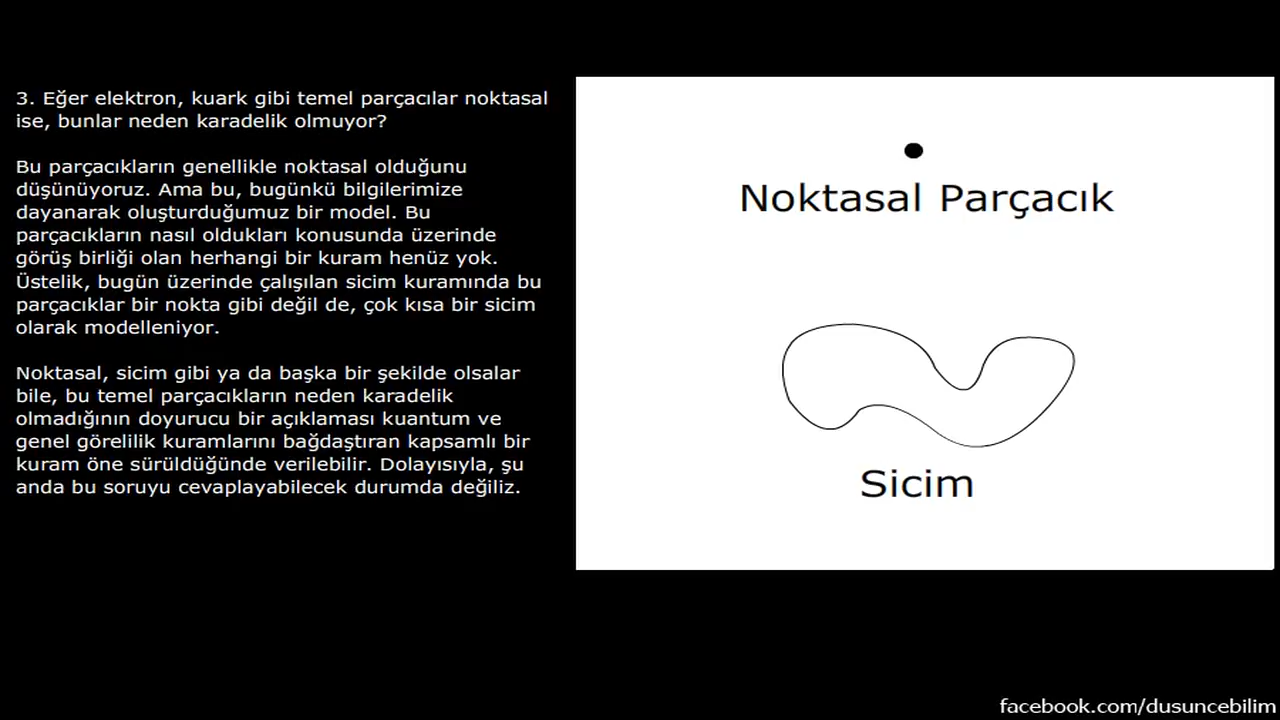 3. Eğer elektron, kuark gibi temel parçacılar noktasal
ise, bunlar neden karadelik olmuyor?
Bu parçacıkların genellikle noktasal olduğunu
düşünüyoruz. Ama bu, bugünkü bilgilerimize
dayanarak oluşturduğumuz bir model. Bu
parçacıkların nasıl oldukları konusunda üzerinde
görüş birliği olan herhangi bir kuram henüz yok.
Üstelik, bugün üzerinde çalışılan sicim kuramında bu
parçacıklar bir nokta gibi değil de, çok kısa bir sicim
olarak modelleniyor.
Noktasal, sicim gibi ya da başka bir şekilde olsalar
bile, bu temel parçacıkların neden karadelik
olmadığının doyurucu bir açıklaması kuantum ve
genel görelilik kuramlarını bağdaştıran kapsamlı bir
kuram öne sürüldüğünde verilebilir. Dolayısıyla, şu
anda bu soruyu cevaplayabilecek durumda değiliz.
Noktasal Parçacık
Sicim
facebook.com/dusuncebilim